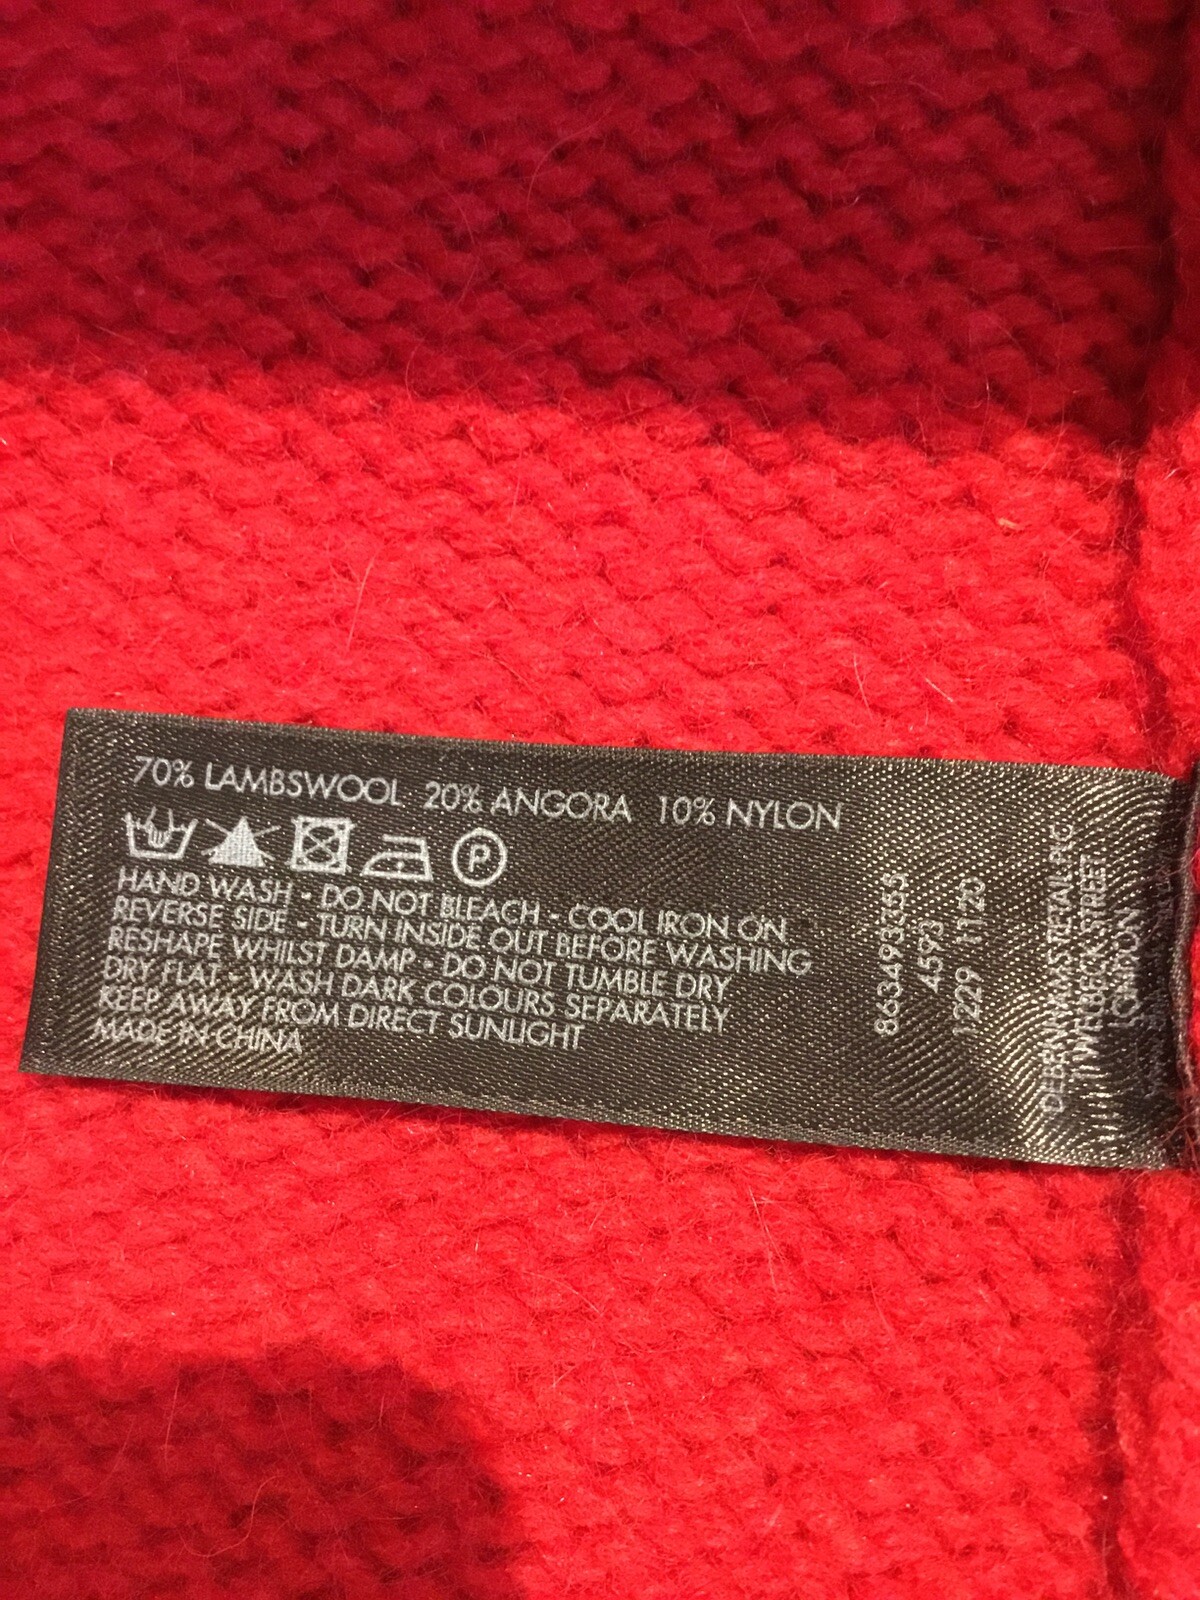 70% LAMBSWOOL 20% ANGORA 10% NYLON
P
HAND WASH - DO NOT BLEACH - COOL IRON ON
REVERSE SIDE - TURN INSIDE OUT BEFORE WASHING
RESHAPE WHILST DAMP - DO NOT TUMBLE DRY
DRY FLAT - WASH DARK COLOURS SEPARATELY
KEEP AWAY FROM DIRECT SUNLIGHT
MADE IN CHINA
8634493355
4593
1229 1120
DEBENHAMS RETAIL PLC
1 WELBECK STREET
LONDON